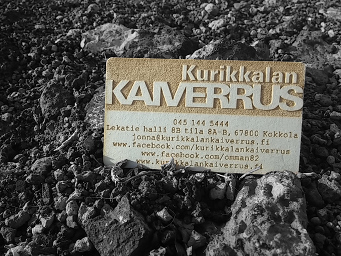 Kurikkalan
KAIVERRUS
045 144 5444
Lekatie halli 8B tila 8A-B, 67800 Kokkola
jonna@kurikkalankaiverrus.fi
www.facebook.com/kurikkalankaiverrus
www.facebook.com/omman82
www.kurikkalankaiverrus.fi